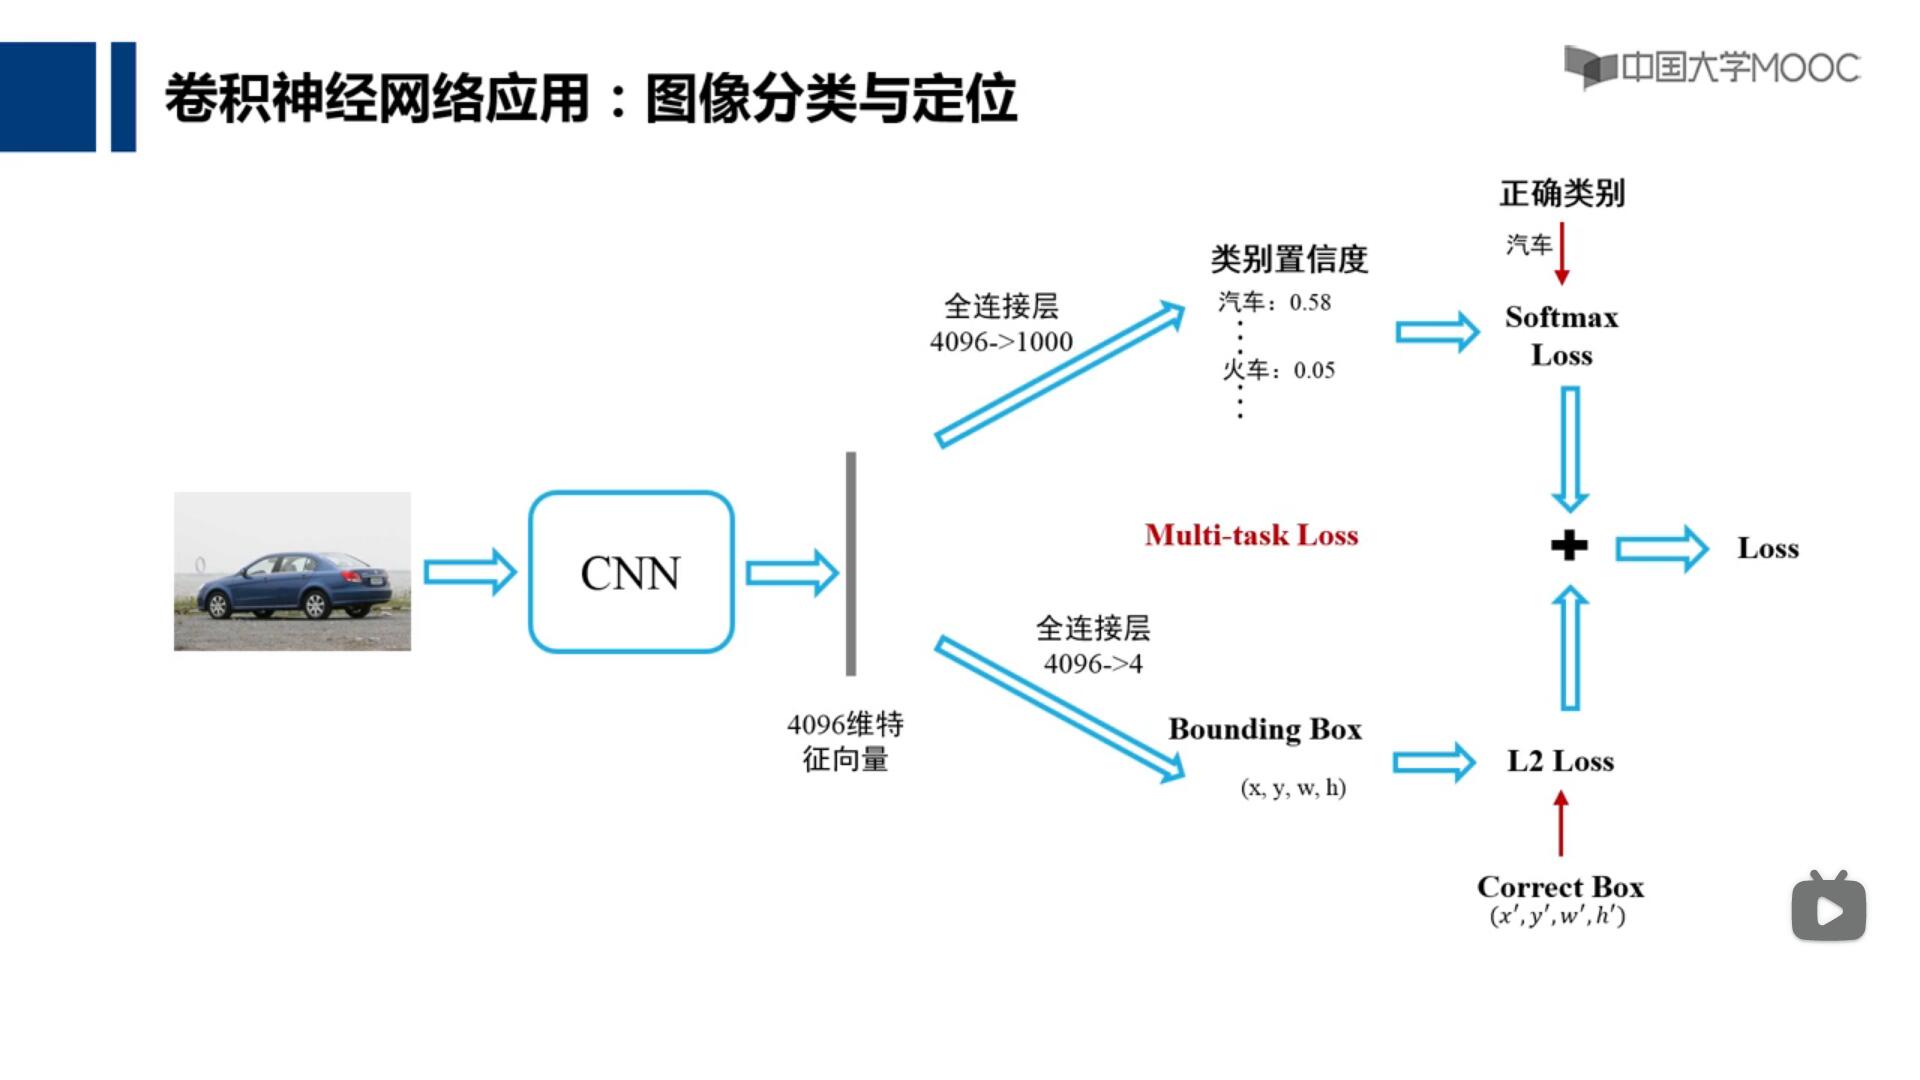 卷积神经网络应用：图像分类与定位
中国大学MOOC
正确类别
汽车
类别置信度
汽车：0.58
火车：0.05
全连接层
4096->1000
Softmax
Loss
CNN
Multi-task Loss
+
Loss
4096维特
征向量
全连接层
4096->4
Bounding Box
(x, y, w, h)
L2 Loss
Correct Box
(x′, y′, w′, h′)